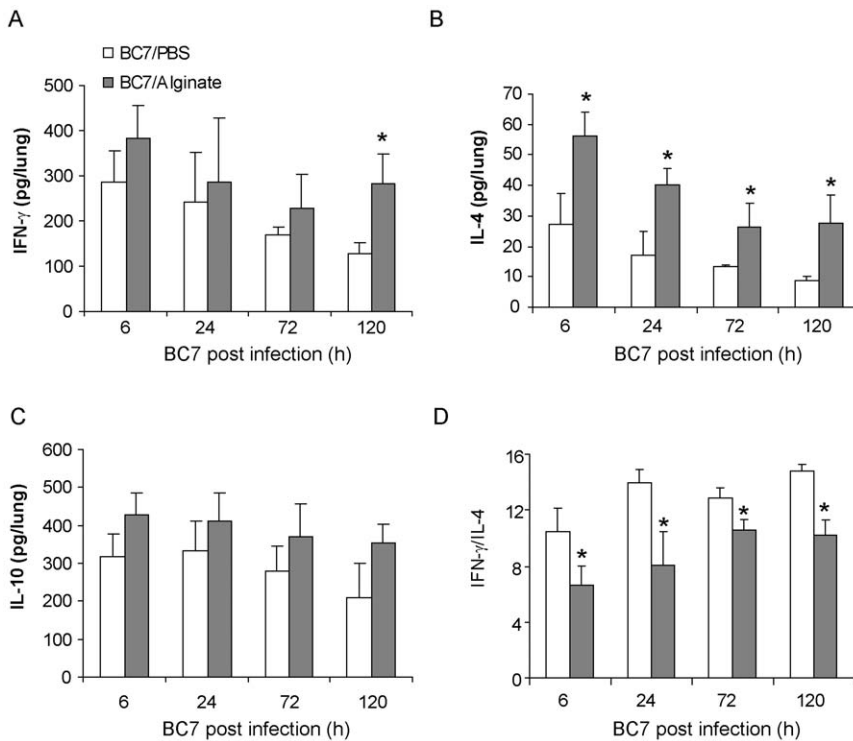 A
BC7/PBS
BC7/Alginate
500
400
300
200
100
0
IFN-γ (pg/lung)
*
6 24 72 120
BC7 post infection (h)
B
70
60
50
40
30
20
10
0
IL-4 (pg/lung)
* * * *
6 24 72 120
BC7 post infection (h)
C
600
500
400
300
200
100
0
IL-10 (pg/lung)
6 24 72 120
BC7 post infection (h)
D
16
12
8
4
0
IFN-γ/IL-4
* * * *
6 24 72 120
BC7 post infection (h)